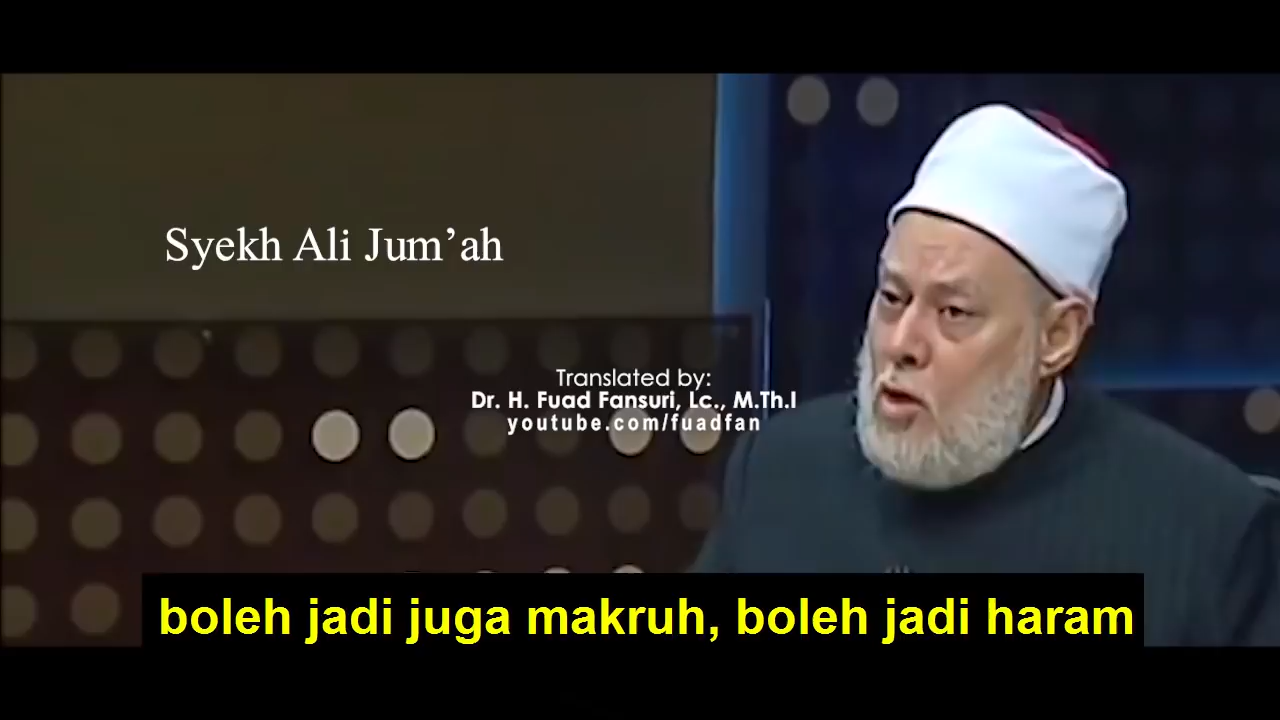 Syekh Ali Jum’ah
Translated by:
Dr. H. Fuad Fansuri, Lc., M.Th.I
youtube.com/fuadfan
boleh jadi juga makruh, boleh jadi haram